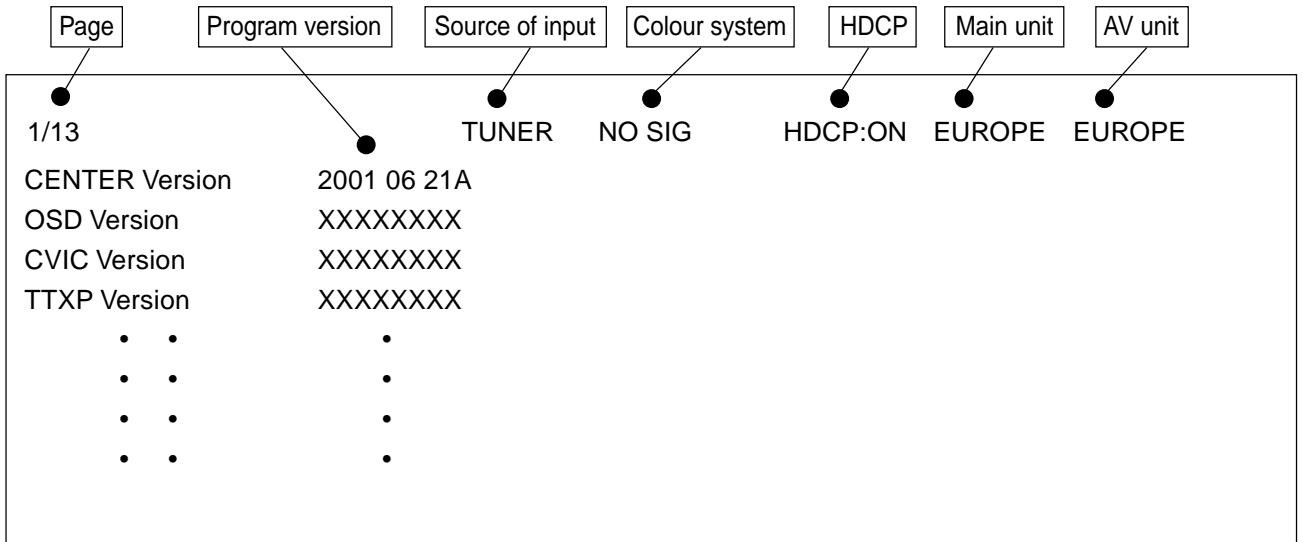 Page Program version Source of input Colour system HDCP Main unit AV unit
1/13 TUNER NO SIG HDCP:ON EUROPE EUROPE
CENTER Version 2001 06 21A
OSD Version XXXXXXXX
CVIC Version XXXXXXXX
TTXP Version XXXXXXXX